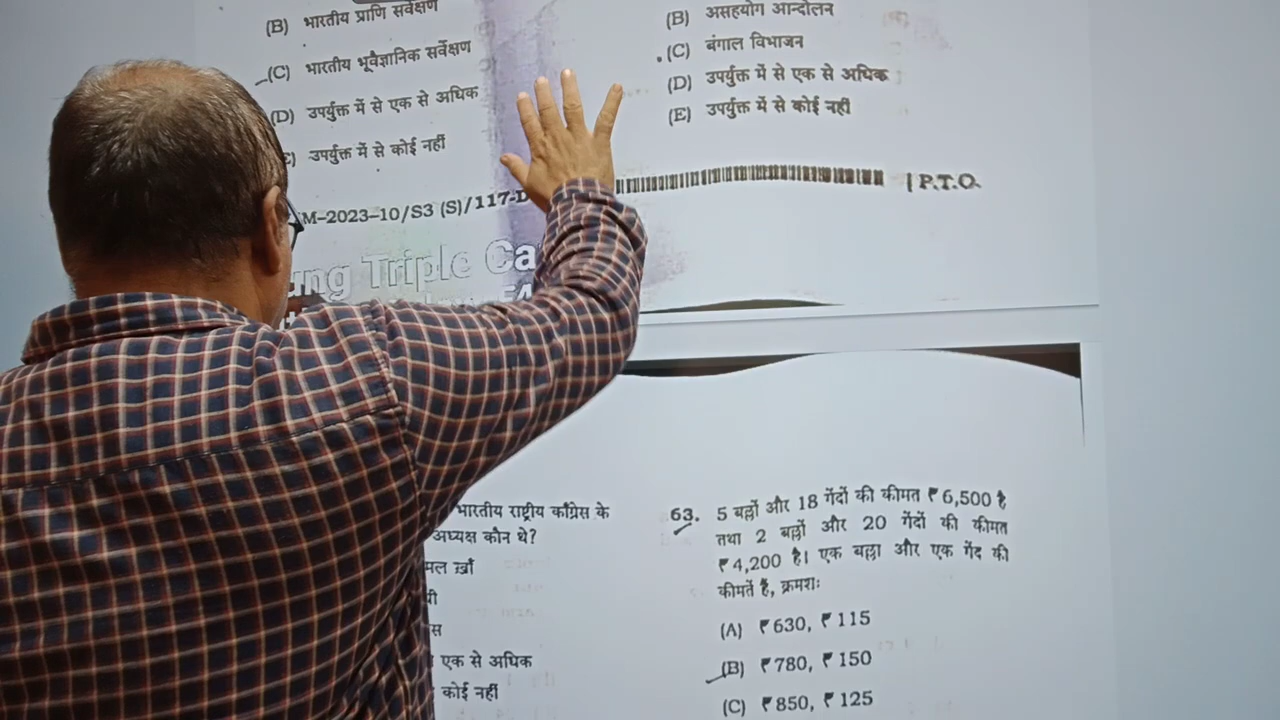 (B) भारतीय प्राणि सर्वेक्षण
(C) भारतीय भूवैज्ञानिक सर्वेक्षण
(D) उपर्युक्त में से एक से अधिक
उपर्युक्त में से कोई नहीं
M–2023–10/S3 (S)/117-D
Triple Ca
(B) असहयोग आन्दोलन
(C) बंगाल विभाजन
(D) उपर्युक्त में से एक से अधिक
(E) उपर्युक्त में से कोई नहीं
| P.T.O.
भारतीय राष्ट्रीय काँग्रेस के
अध्यक्ष कौन थे?
मल ख़ाँ
एक से अधिक
कोई नहीं
63. 5 बल्लों और 18 गेंदों की कीमत ₹ 6,500 है
तथा 2 बल्लों और 20 गेंदों की कीमत
₹ 4,200 है। एक बल्ला और एक गेंद की
कीमतें हैं, क्रमशः
(A) ₹ 630, ₹ 115
(B) ₹ 780, ₹ 150
(C) ₹ 850, ₹ 125